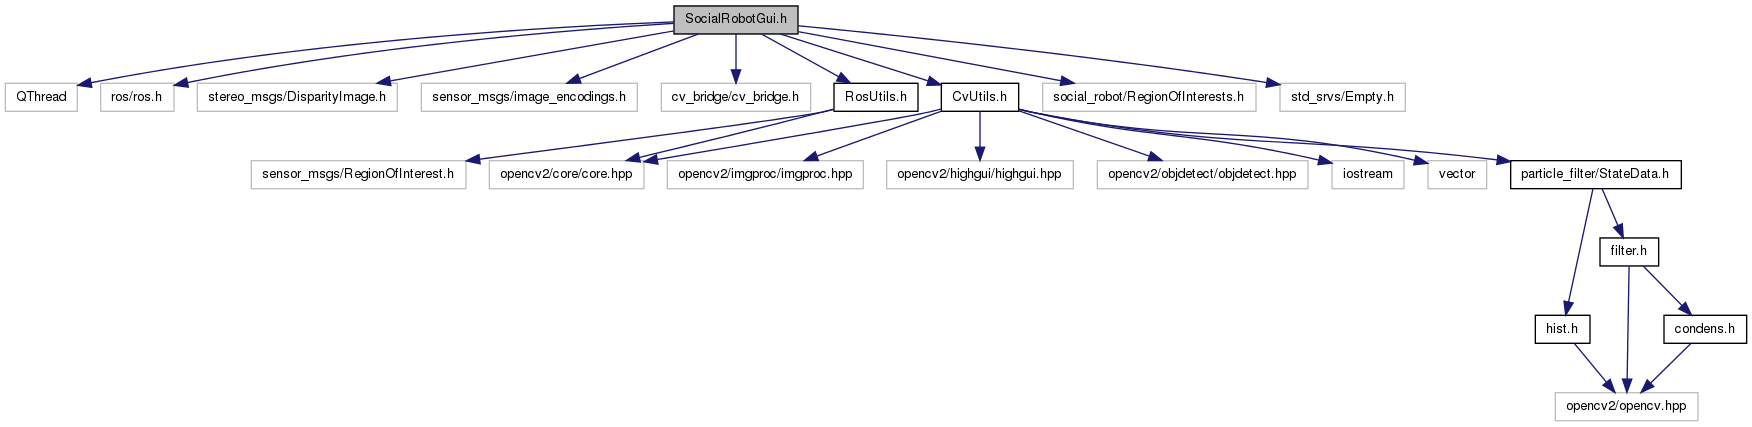 SocialRobotGui.h
QThread
ros/ros.h
stereo_msgs/DisparityImage.h
sensor_msgs/image_encodings.h
cv_bridge/cv_bridge.h
RosUtils.h
CvUtils.h
social_robot/RegionOfInterests.h
std_srvs/Empty.h
sensor_msgs/RegionOfInterest.h
opencv2/core/core.hpp
opencv2/imgproc/imgproc.hpp
opencv2/highgui/highgui.hpp
opencv2/objdetect/objdetect.hpp
iostream
vector
particle_filter/StateData.h
filter.h
hist.h
condens.h
opencv2/opencv.hpp